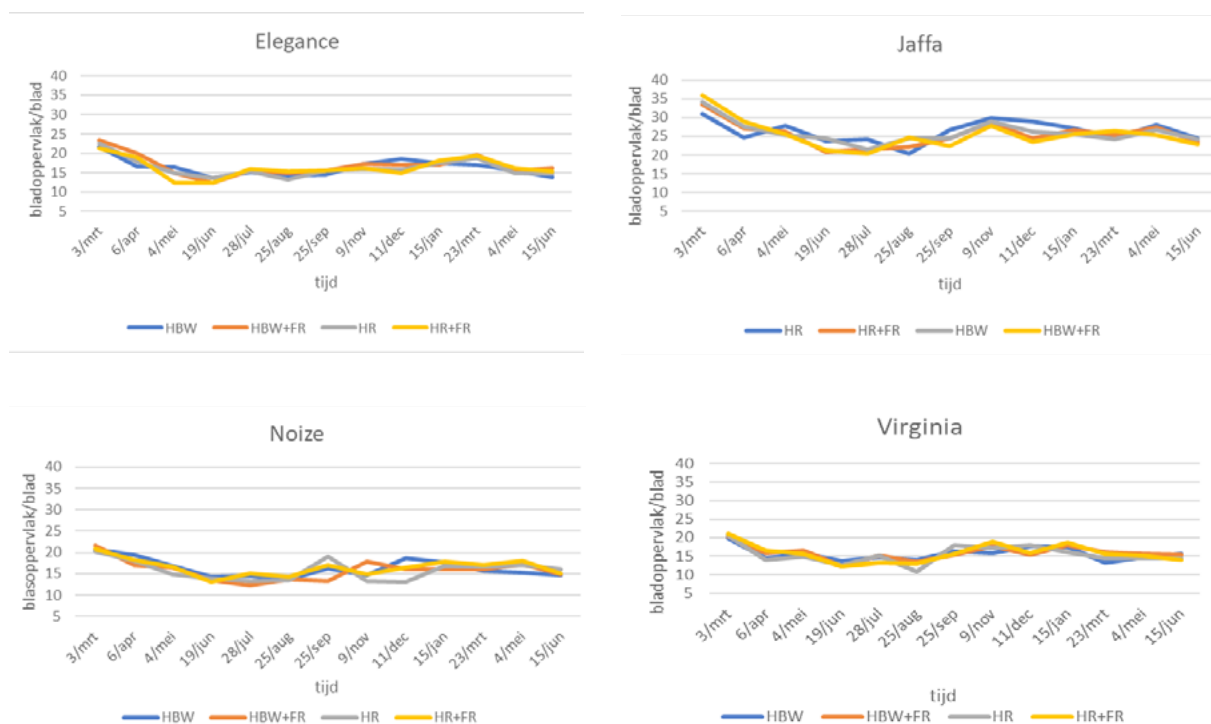 Elegance
bladoppervlak/blad
40
35
30
25
20
15
10
5
3/mrt 6/apr 4/mei 19/jun 28/jul 25/aug 25/sep 9/nov 11/dec 15/jan 23/mrt 4/mei 15/jun
tijd
HBW HBW+FR HR HR+FR
Jaffa
bladoppervlak/blad
40
35
30
25
20
15
10
5
3/mrt 6/apr 4/mei 19/jun 28/jul 25/aug 25/sep 9/nov 11/dec 15/jan 23/mrt 4/mei 15/jun
tijd
HR HR+FR HBW HBW+FR
Noize
blasoppervlak/blad
40
35
30
25
20
15
10
5
3/mrt 6/apr 4/mei 19/jun 28/jul 25/aug 25/sep 9/nov 11/dec 15/jan 23/mrt 4/mei 15/jun
tijd
HBW HBW+FR HR HR+FR
Virginia
bladoppervlak/blad
40
35
30
25
20
15
10
5
3/mrt 6/apr 4/mei 19/jun 28/jul 25/aug 25/sep 9/nov 11/dec 15/jan 23/mrt 4/mei 15/jun
tijd
HBW HBW+FR HR HR+FR